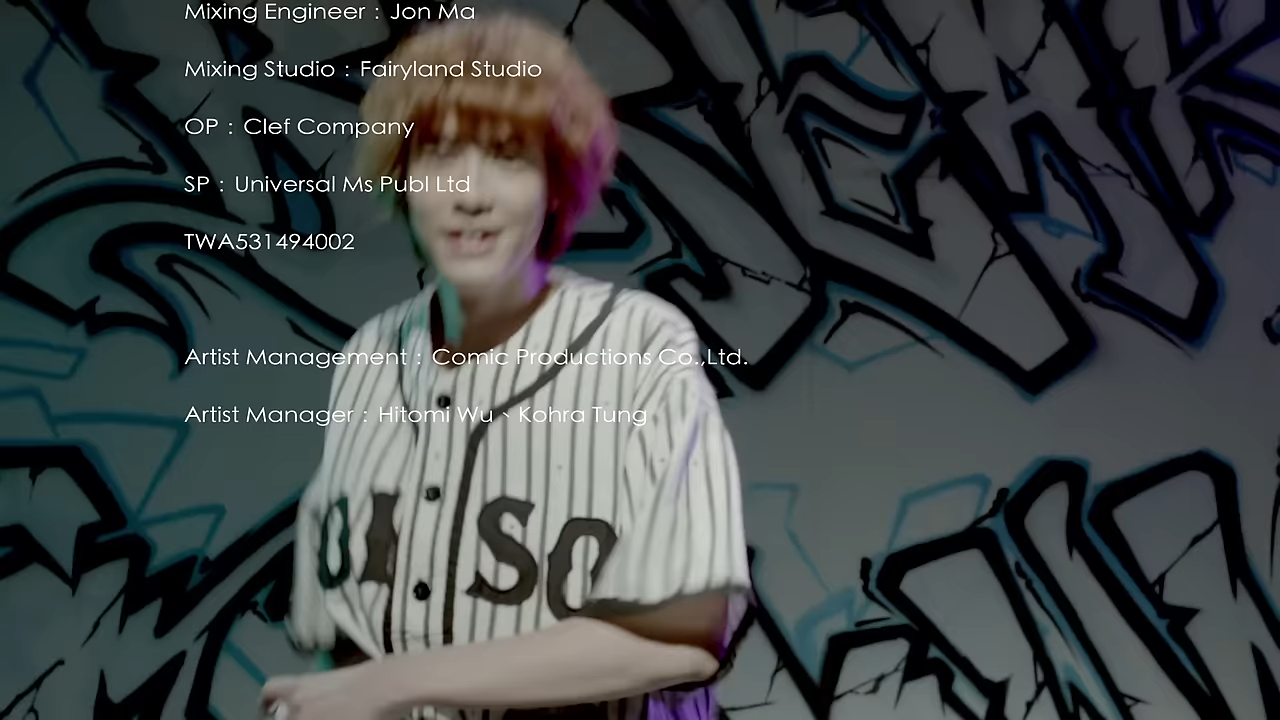 Mixing Engineer：Jon Ma
Mixing Studio：Fairyland Studio
OP：Clef Company
SP：Universal Ms Publ Ltd
TWA531494002
Artist Management：Comic Productions Co.,Ltd.
Artist Manager：Hitomi Wu、Kohra Tung